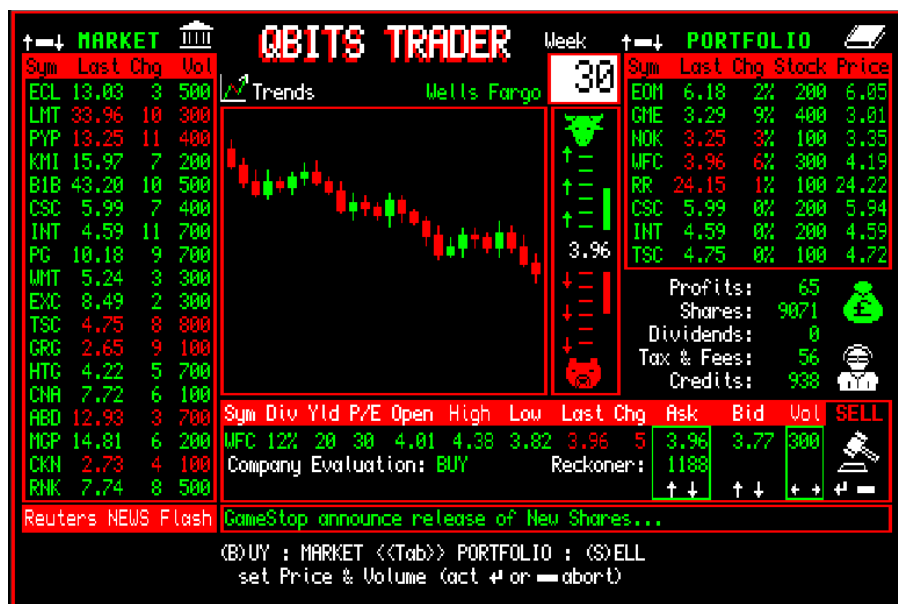 MARKET
QBITS TRADER
Week
PORTFOLIO
Sym Last Chg Vol
ECL 13.03 3 500
LMT 33.96 10 300
PYP 13.25 11 400
KMI 15.97 7 200
B1B 43.20 10 500
CSC 5.99 7 400
INT 4.59 11 700
PG 10.18 9 700
WMT 5.24 3 300
EXC 8.49 2 300
TSC 4.75 8 800
GRG 2.65 9 100
HTG 4.22 5 700
CNA 7.72 6 100
ABD 12.93 3 700
MGP 14.81 6 200
CKN 2.73 4 100
RNK 7.74 8 500
Trends
Wells Fargo
30
3.96
Sym Last Chg Stock Price
EOM 6.18 2% 200 6.05
GME 3.29 9% 400 3.01
NOK 3.25 3% 100 3.35
WFC 3.96 6% 300 4.19
RR 24.15 1% 100 24.22
CSC 5.99 0% 200 5.94
INT 4.59 0% 200 4.59
TSC 4.75 0% 100 4.72
Profits: 65
Shares: 9071
Dividends: 0
Tax & Fees: 56
Credits: 938
£
Sym Div Yld P/E Open High Low Last Chg Ask Bid Vol SELL
WFC 12% 20 30 4.01 4.38 3.82 3.96 5 3.96 3.77 300
Company Evaluation: BUY Reckoner: 1188
Reuters NEWS Flash
GameStop announce release of New Shares...
(B)UY : MARKET <<Tab>> PORTFOLIO : (S)ELL
set Price & Volume (act ↵ or ▬ abort)